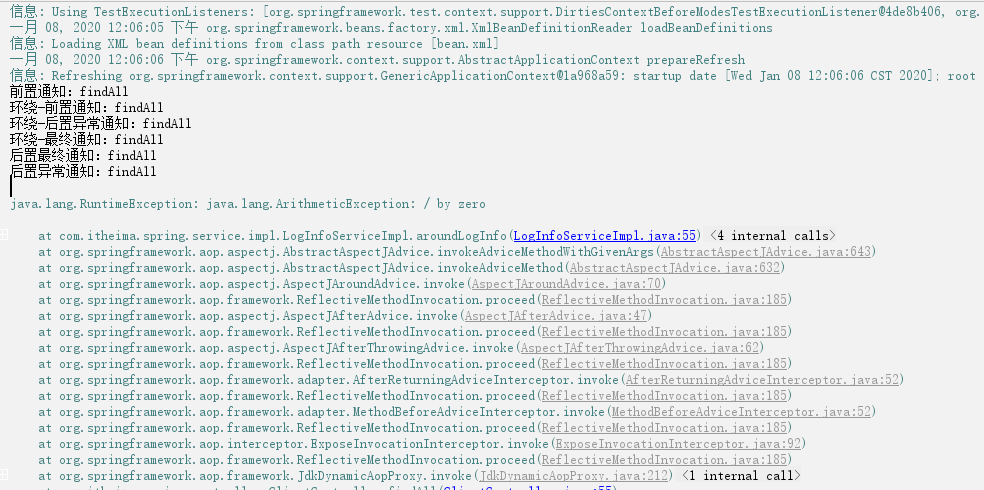 信息: Using TestExecutionListeners: [org.springframework.test.context.support.DirtiesContextBeforeModesTestExecutionListener@4de8b406, org.
一月 08, 2020 12:06:05 下午 org.springframework.beans.factory.xml.XmlBeanDefinitionReader loadBeanDefinitions
信息: Loading XML bean definitions from class path resource [bean.xml]
一月 08, 2020 12:06:06 下午 org.springframework.context.support.AbstractApplicationContext prepareRefresh
信息: Refreshing org.springframework.context.support.GenericApplicationContext@1a968a59: startup date [Wed Jan 08 12:06:06 CST 2020]; root
前置通知：findAll
环绕—前置通知：findAll
环绕—后置异常通知：findAll
环绕—最终通知：findAll
后置最终通知：findAll
后置异常通知：findAll
java.lang.RuntimeException: java.lang.ArithmeticException: / by zero
at com.itheima.spring.service.impl.LogInfoServiceImpl.aroundLogInfo(LogInfoServiceImpl.java:55) <4 internal calls>
at org.springframework.aop.aspectj.AbstractAspectJAdvice.invokeAdviceMethodWithGivenArgs(AbstractAspectJAdvice.java:643)
at org.springframework.aop.aspectj.AbstractAspectJAdvice.invokeAdviceMethod(AbstractAspectJAdvice.java:632)
at org.springframework.aop.aspectj.AspectJAroundAdvice.invoke(AspectJAroundAdvice.java:70)
at org.springframework.aop.framework.ReflectiveMethodInvocation.proceed(ReflectiveMethodInvocation.java:185)
at org.springframework.aop.aspectj.AspectJAfterAdvice.invoke(AspectJAfterAdvice.java:47)
at org.springframework.aop.framework.ReflectiveMethodInvocation.proceed(ReflectiveMethodInvocation.java:185)
at org.springframework.aop.aspectj.AspectJAfterThrowingAdvice.invoke(AspectJAfterThrowingAdvice.java:62)
at org.springframework.aop.framework.ReflectiveMethodInvocation.proceed(ReflectiveMethodInvocation.java:185)
at org.springframework.aop.framework.adapter.AfterReturningAdviceInterceptor.invoke(AfterReturningAdviceInterceptor.java:52)
at org.springframework.aop.framework.ReflectiveMethodInvocation.proceed(ReflectiveMethodInvocation.java:185)
at org.springframework.aop.framework.adapter.MethodBeforeAdviceInterceptor.invoke(MethodBeforeAdviceInterceptor.java:52)
at org.springframework.aop.framework.ReflectiveMethodInvocation.proceed(ReflectiveMethodInvocation.java:185)
at org.springframework.aop.interceptor.ExposeInvocationInterceptor.invoke(ExposeInvocationInterceptor.java:92)
at org.springframework.aop.framework.ReflectiveMethodInvocation.proceed(ReflectiveMethodInvocation.java:185)
at org.springframework.aop.framework.JdkDynamicAopProxy.invoke(JdkDynamicAopProxy.java:212) <1 internal call>